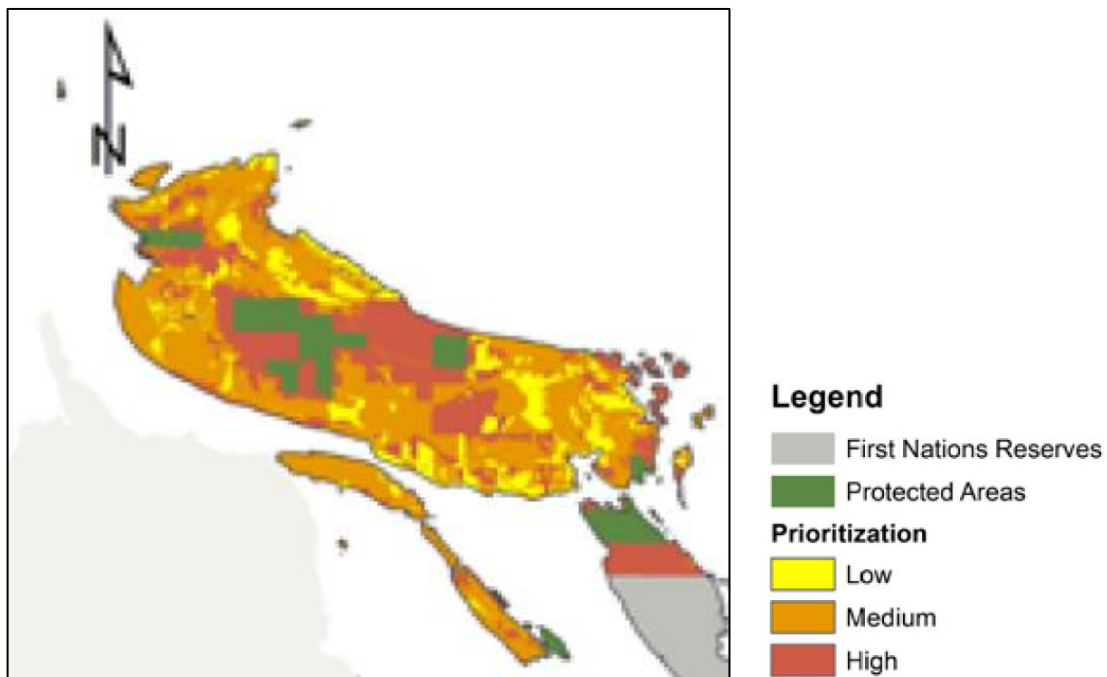 N
Legend
First Nations Reserves
Protected Areas
Prioritization
Low
Medium
High